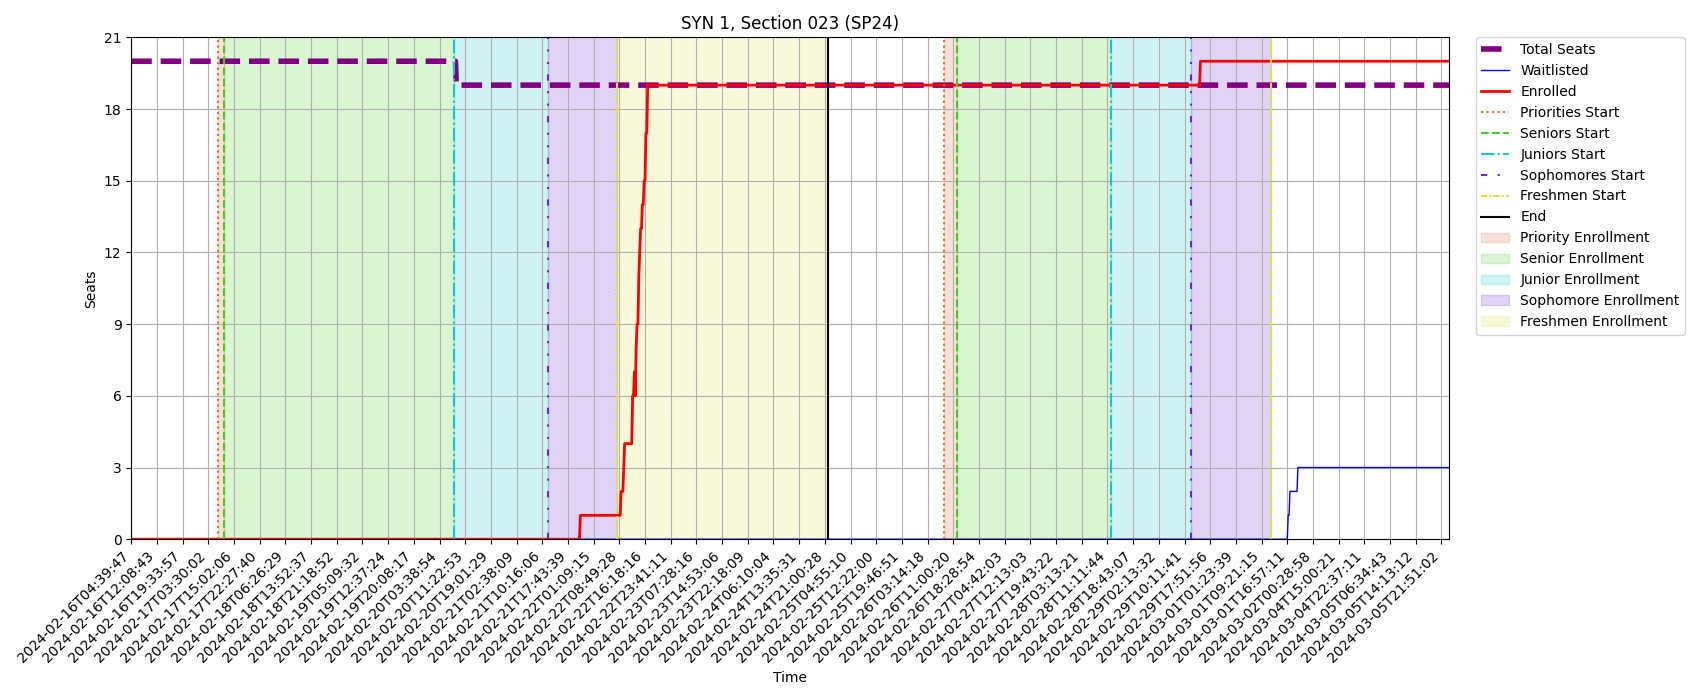 SYN 1, Section 023 (SP24)
21
18
15
12
9
6
3
0
Seats
2024-02-16T04:39:47
2024-02-16T12:08:43
2024-02-16T19:33:57
2024-02-17T03:30:02
2024-02-17T15:02:06
2024-02-17T22:27:40
2024-02-18T06:26:29
2024-02-18T13:52:37
2024-02-18T21:18:52
2024-02-19T05:09:32
2024-02-19T12:37:24
2024-02-19T20:08:17
2024-02-20T03:38:54
2024-02-20T11:22:53
2024-02-20T19:01:29
2024-02-21T02:38:09
2024-02-21T10:16:06
2024-02-21T17:43:39
2024-02-22T01:09:15
2024-02-22T08:49:28
2024-02-22T16:18:16
2024-02-22T23:41:11
2024-02-23T07:28:16
2024-02-23T14:53:06
2024-02-23T22:18:09
2024-02-24T06:10:04
2024-02-24T13:35:31
2024-02-24T21:00:28
2024-02-25T04:55:10
2024-02-25T12:22:00
2024-02-25T19:46:51
2024-02-26T03:14:18
2024-02-26T11:00:20
2024-02-26T18:28:54
2024-02-27T04:42:03
2024-02-27T12:13:03
2024-02-27T19:43:22
2024-02-28T03:13:21
2024-02-28T11:11:44
2024-02-28T18:43:07
2024-02-29T02:13:32
2024-02-29T10:11:41
2024-02-29T17:51:56
2024-03-01T01:23:39
2024-03-01T09:21:15
2024-03-01T16:57:11
2024-03-02T00:28:58
2024-03-04T15:00:21
2024-03-04T22:37:11
2024-03-05T06:34:43
2024-03-05T14:13:12
2024-03-05T21:51:02
Time
Total Seats
Waitlisted
Enrolled
Priorities Start
Seniors Start
Juniors Start
Sophomores Start
Freshmen Start
End
Priority Enrollment
Senior Enrollment
Junior Enrollment
Sophomore Enrollment
Freshmen Enrollment